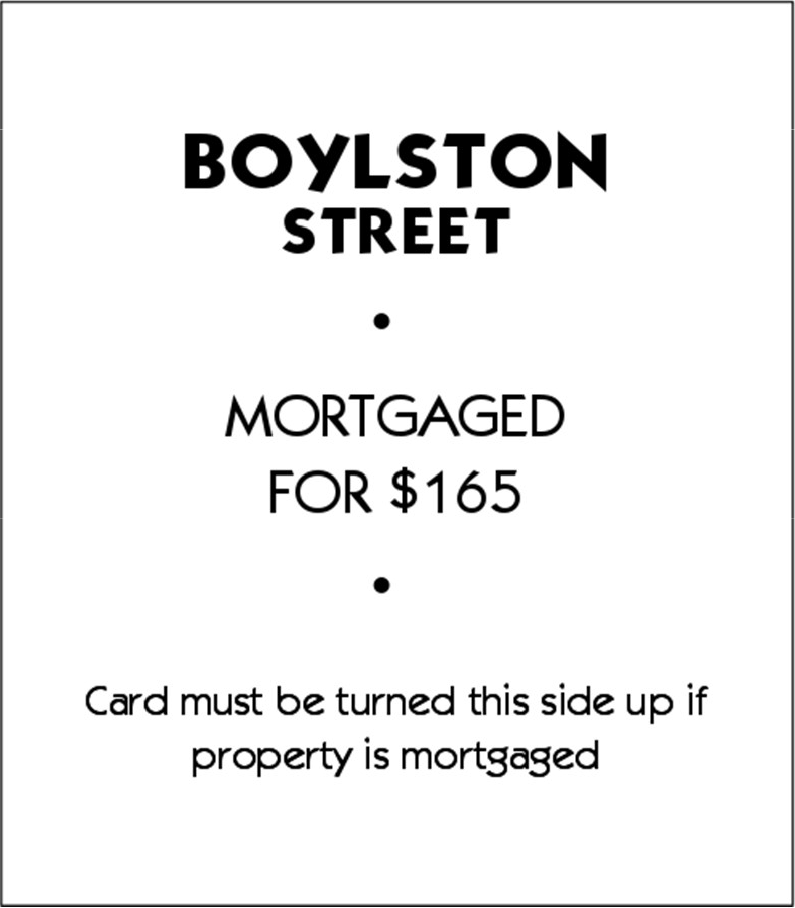 BOYLSTON
STREET
•
MORTGAGED
FOR $165
•
Card must be turned this side up if
property is mortgaged